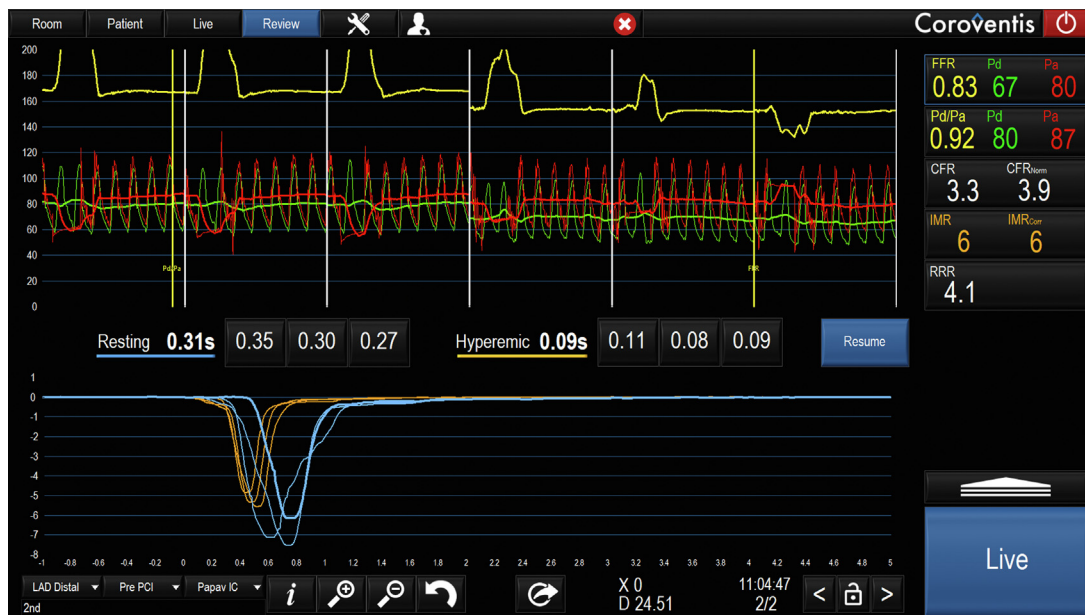 Room Patient Live Review Coroventis
200
180
160
140
120
100
80
60
40
20
0
Pd/Pa FFR
FFR Pd Pa
0.83 67 80
Pd/Pa Pd Pa
0.92 80 87
CFR CFRNorm
3.3 3.9
IMR IMRCorr
6 6
RRR
4.1
Resting 0.31s 0.35 0.30 0.27 Hyperemic 0.09s 0.11 0.08 0.09 Resume
1
0
-1
-2
-3
-4
-5
-6
-7
-8
-1 -0.8 -0.6 -0.4 -0.2 0 0.2 0.4 0.6 0.8 1 1.2 1.4 1.6 1.8 2 2.2 2.4 2.6 2.8 3 3.2 3.4 3.6 3.8 4 4.2 4.4 4.6 4.8 5
LAD Distal Pre PCI Papav IC i X 0 11:04:47 < >
2nd D 24.51 2/2
Live